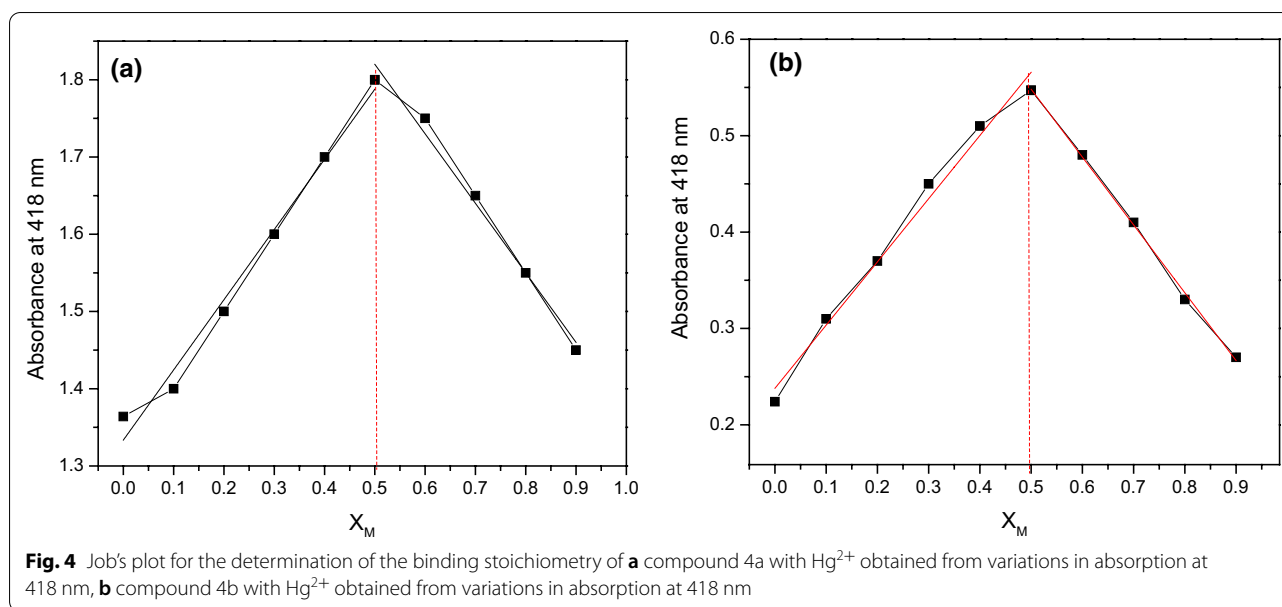 (a)
Absorbance at 418 nm
1.8
1.7
1.6
1.5
1.4
1.3
0.0 0.1 0.2 0.3 0.4 0.5 0.6 0.7 0.8 0.9 1.0
X_M
(b)
Absorbance at 418 nm
0.6
0.5
0.4
0.3
0.2
0.0 0.1 0.2 0.3 0.4 0.5 0.6 0.7 0.8 0.9
X_M
Fig. 4 Job's plot for the determination of the binding stoichiometry of a compound 4a with Hg²⁺ obtained from variations in absorption at
418 nm, b compound 4b with Hg²⁺ obtained from variations in absorption at 418 nm